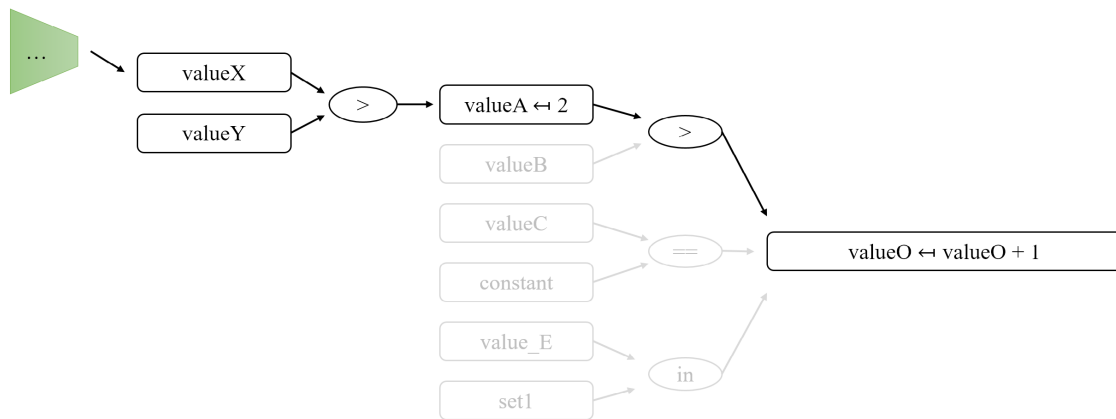 ...
valueX
valueY
>
valueA ↤ 2
valueB
>
valueC
constant
==
value_E
set1
in
valueO ↤ valueO + 1